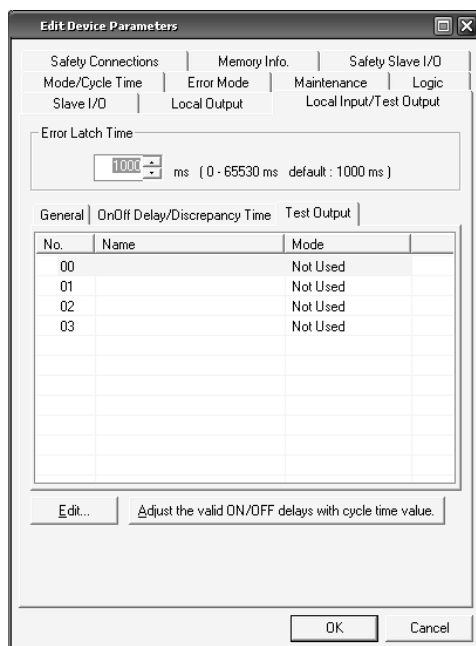 Edit Device Parameters
Safety Connections Memory Info. Safety Slave I/O
Mode/Cycle Time Error Mode Maintenance Logic
Slave I/O Local Output Local Input/Test Output
Error Latch Time
1000 ms ( 0 - 65530 ms default : 1000 ms )
General OnOff Delay/Discrepancy Time Test Output
No. Name Mode
00 Not Used
01 Not Used
02 Not Used
03 Not Used
Edit... Adjust the valid ON/OFF delays with cycle time value.
OK Cancel